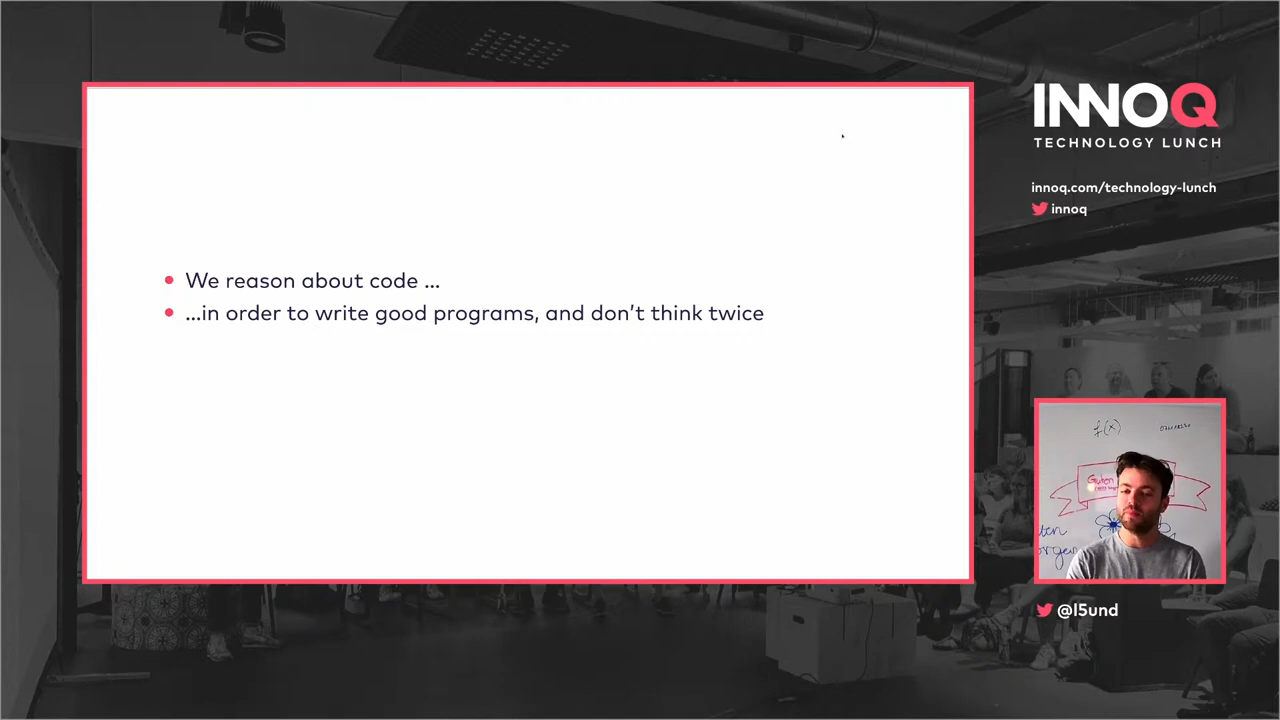 We reason about code ...
...in order to write good programs, and don't think twice
INNOQ
TECHNOLOGY LUNCH
innoq.com/technology-lunch
innoq
f(x)
Guten
@l5und